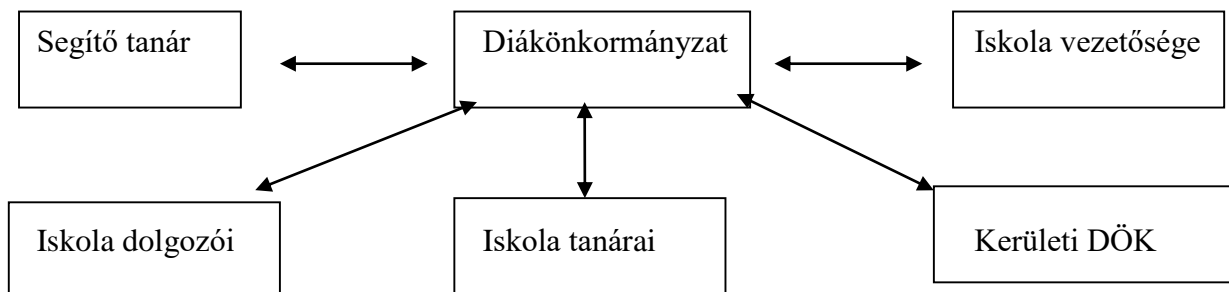 Segítő tanár
Diákönkormányzat
Iskola vezetősége
Iskola dolgozói
Iskola tanárai
Kerületi DÖK